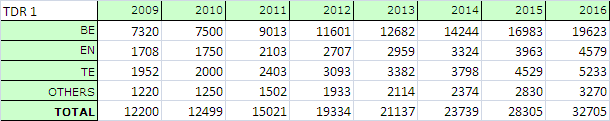 TDR 1 2009 2010 2011 2012 2013 2014 2015 2016
BE 7320 7500 9013 11601 12682 14244 16983 19623
EN 1708 1750 2103 2707 2959 3324 3963 4579
TE 1952 2000 2403 3093 3382 3798 4529 5233
OTHERS 1220 1250 1502 1933 2114 2374 2830 3270
TOTAL 12200 12499 15021 19334 21137 23739 28305 32705